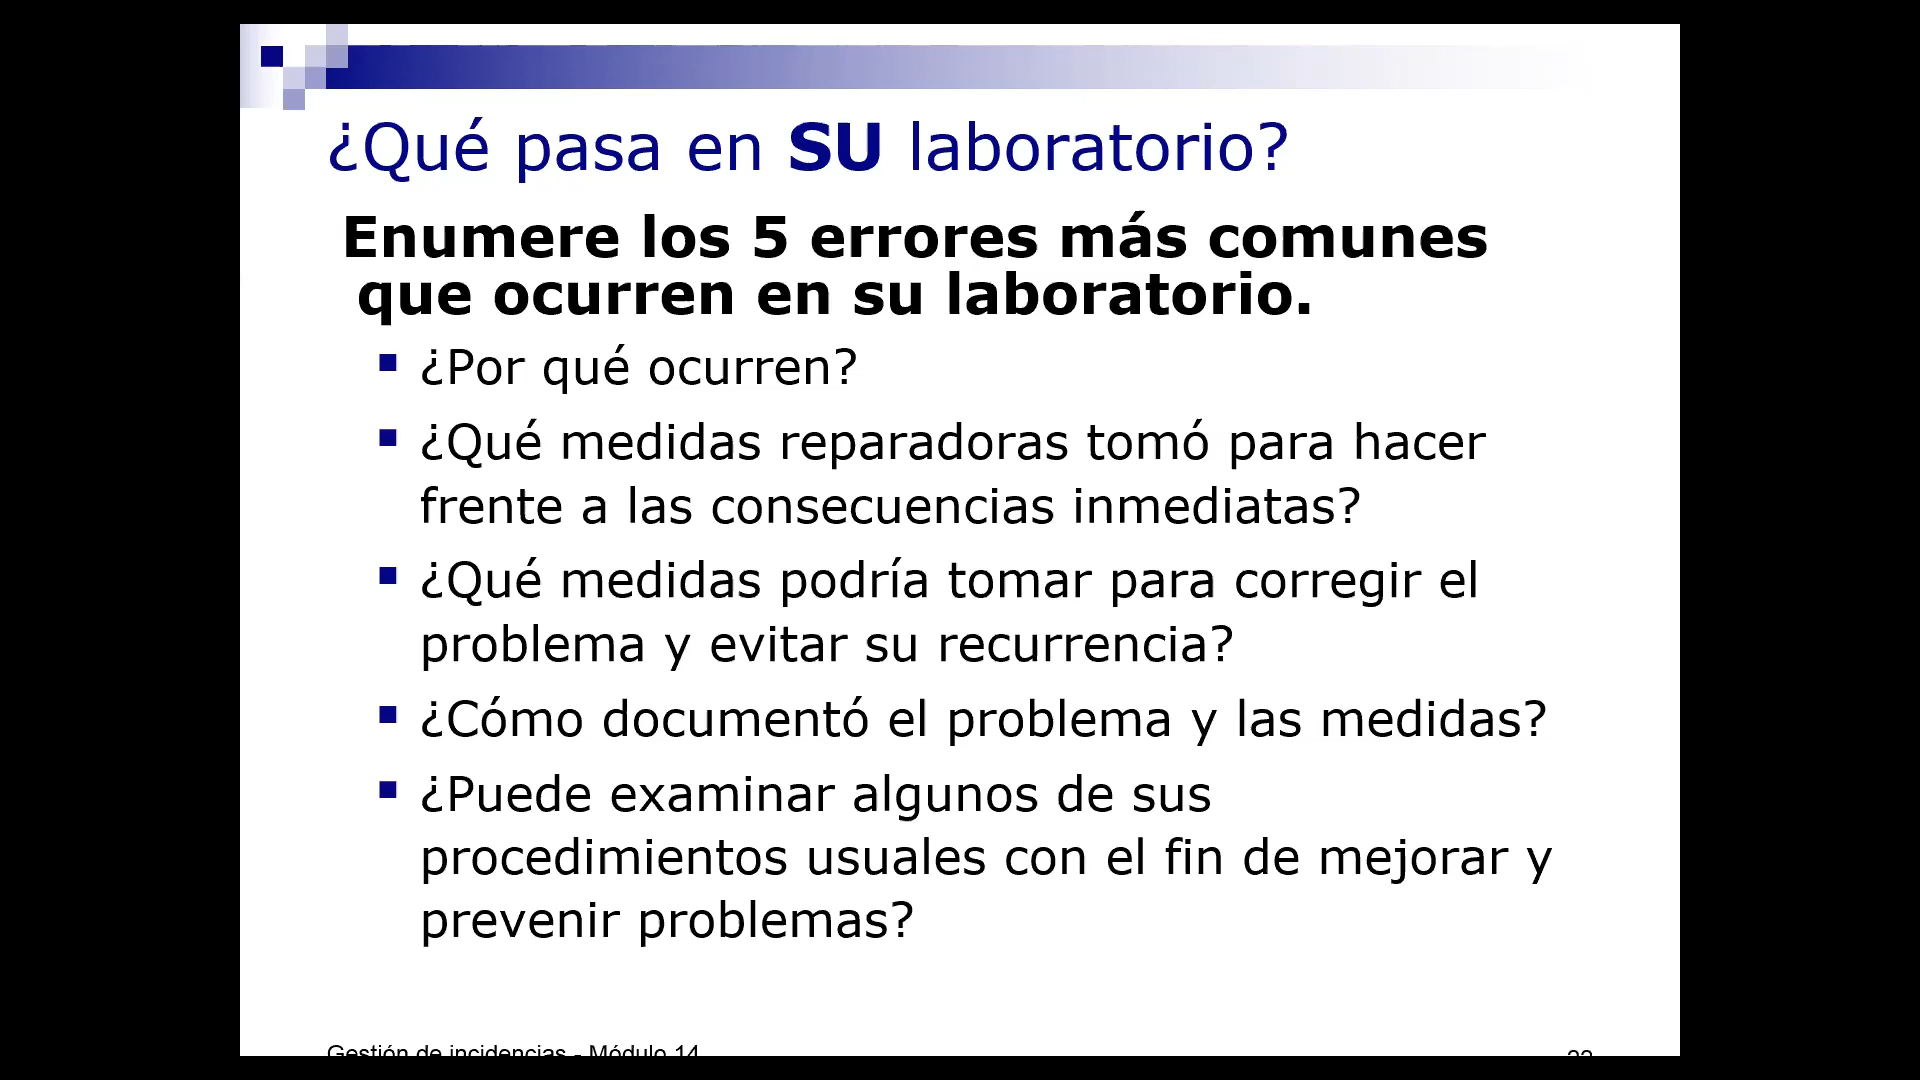 ¿Qué pasa en SU laboratorio?
Enumere los 5 errores más comunes
que ocurren en su laboratorio.
¿Por qué ocurren?
¿Qué medidas reparadoras tomó para hacer
frente a las consecuencias inmediatas?
¿Qué medidas podría tomar para corregir el
problema y evitar su recurrencia?
¿Cómo documentó el problema y las medidas?
¿Puede examinar algunos de sus
procedimientos usuales con el fin de mejorar y
prevenir problemas?
Gestión de incidencias - Módulo 14